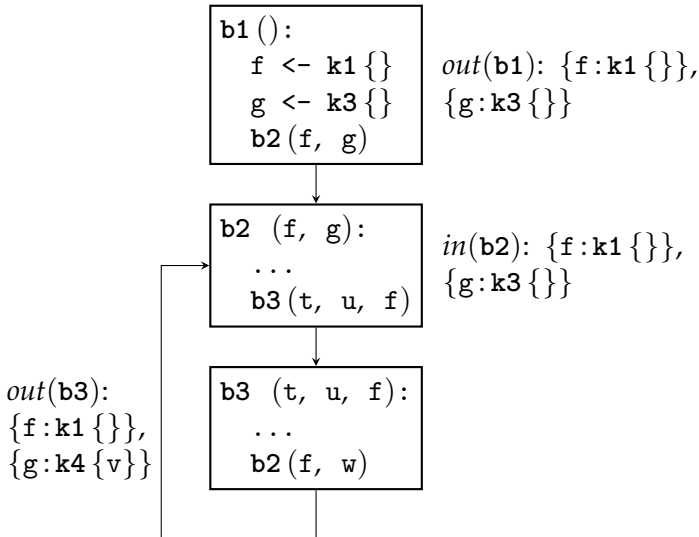 b1():
f <- k1{}
g <- k3{}
b2(f, g)
out(b1): {f:k1{}},
{g:k3{}}
b2 (f, g):
...
b3(t, u, f)
in(b2): {f:k1{}},
{g:k3{}}
b3 (t, u, f):
...
b2(f, w)
out(b3):
{f:k1{}},
{g:k4{v}}